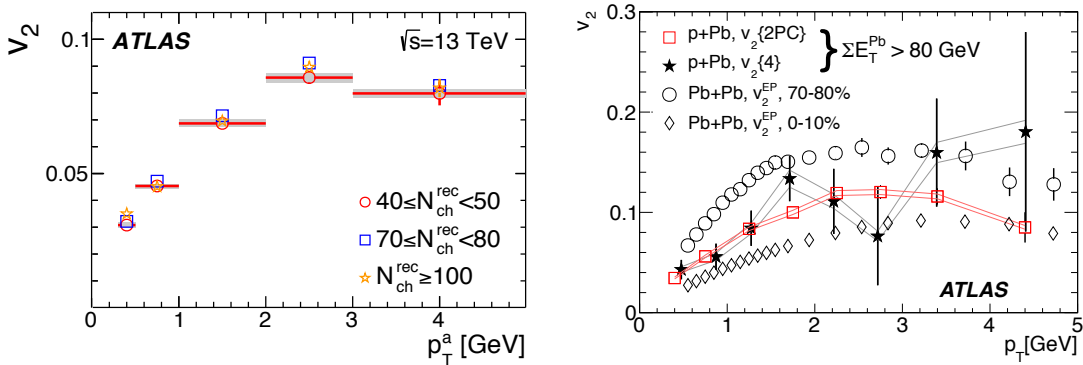 v₂
ATLAS
√s=13 TeV
0.1
0.05
40≤N_ch^rec<50
70≤N_ch^rec<80
N_ch^rec≥100
0 1 2 3 4 5
p_T^a [GeV]
v₂
0.3
0.2
0.1
0.0
p+Pb, v₂{2PC}
p+Pb, v₂{4}
} ΣE_T^Pb > 80 GeV
Pb+Pb, v₂^EP, 70-80%
Pb+Pb, v₂^EP, 0-10%
ATLAS
0 1 2 3 4 5
p_T[GeV]